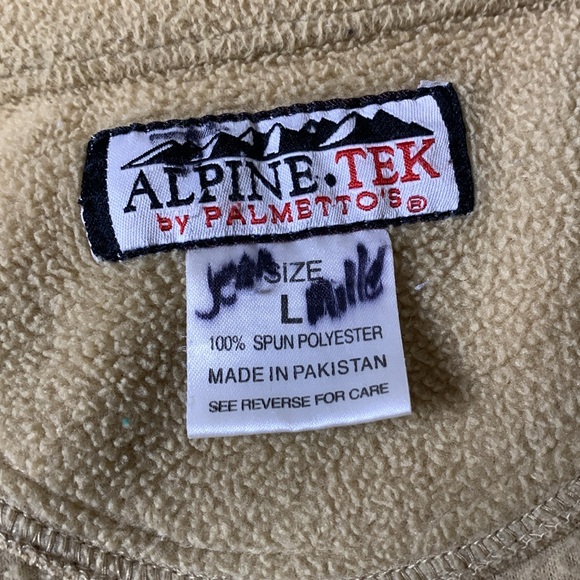 ALPINE•TEK
by PALMETTO'S®
SIZE
L
100% SPUN POLYESTER
MADE IN PAKISTAN
SEE REVERSE FOR CARE